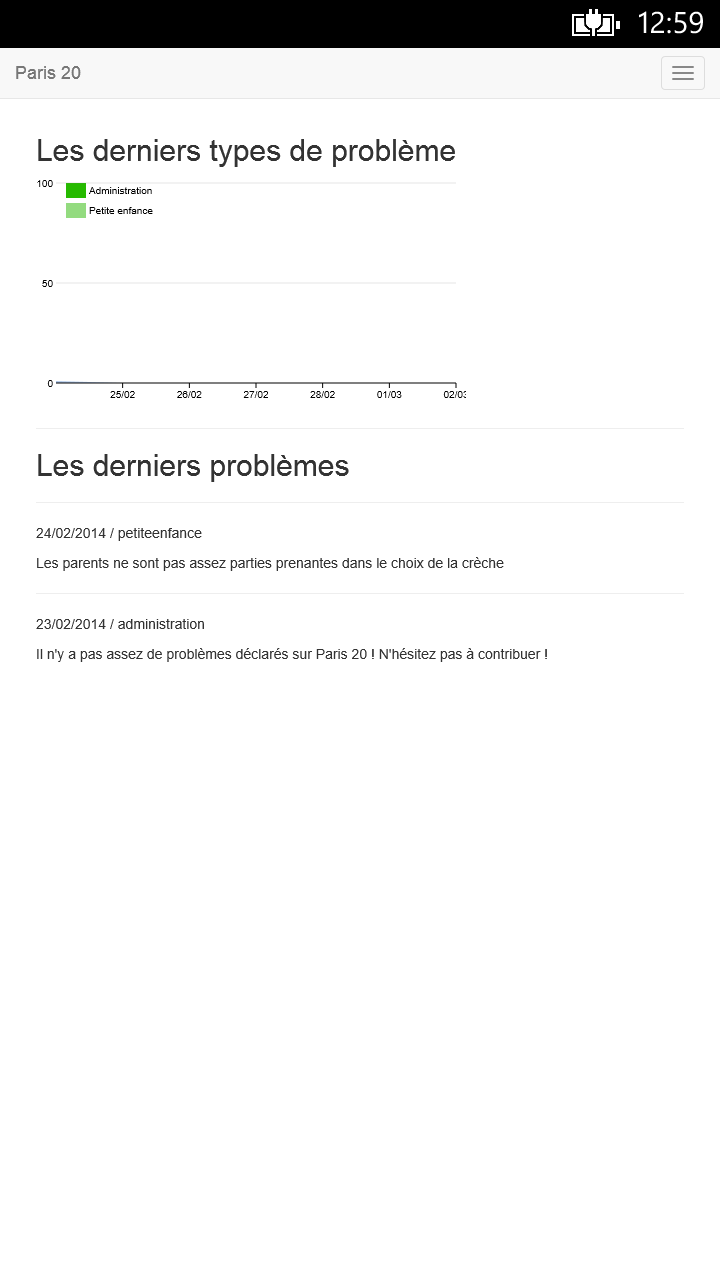 12:59
Paris 20
Les derniers types de problème
100
Administration
Petite enfance
50
0
25/02 26/02 27/02 28/02 01/03 02/03
Les derniers problèmes
24/02/2014 / petiteenfance
Les parents ne sont pas assez parties prenantes dans le choix de la crèche
23/02/2014 / administration
Il n'y a pas assez de problèmes déclarés sur Paris 20 ! N'hésitez pas à contribuer !